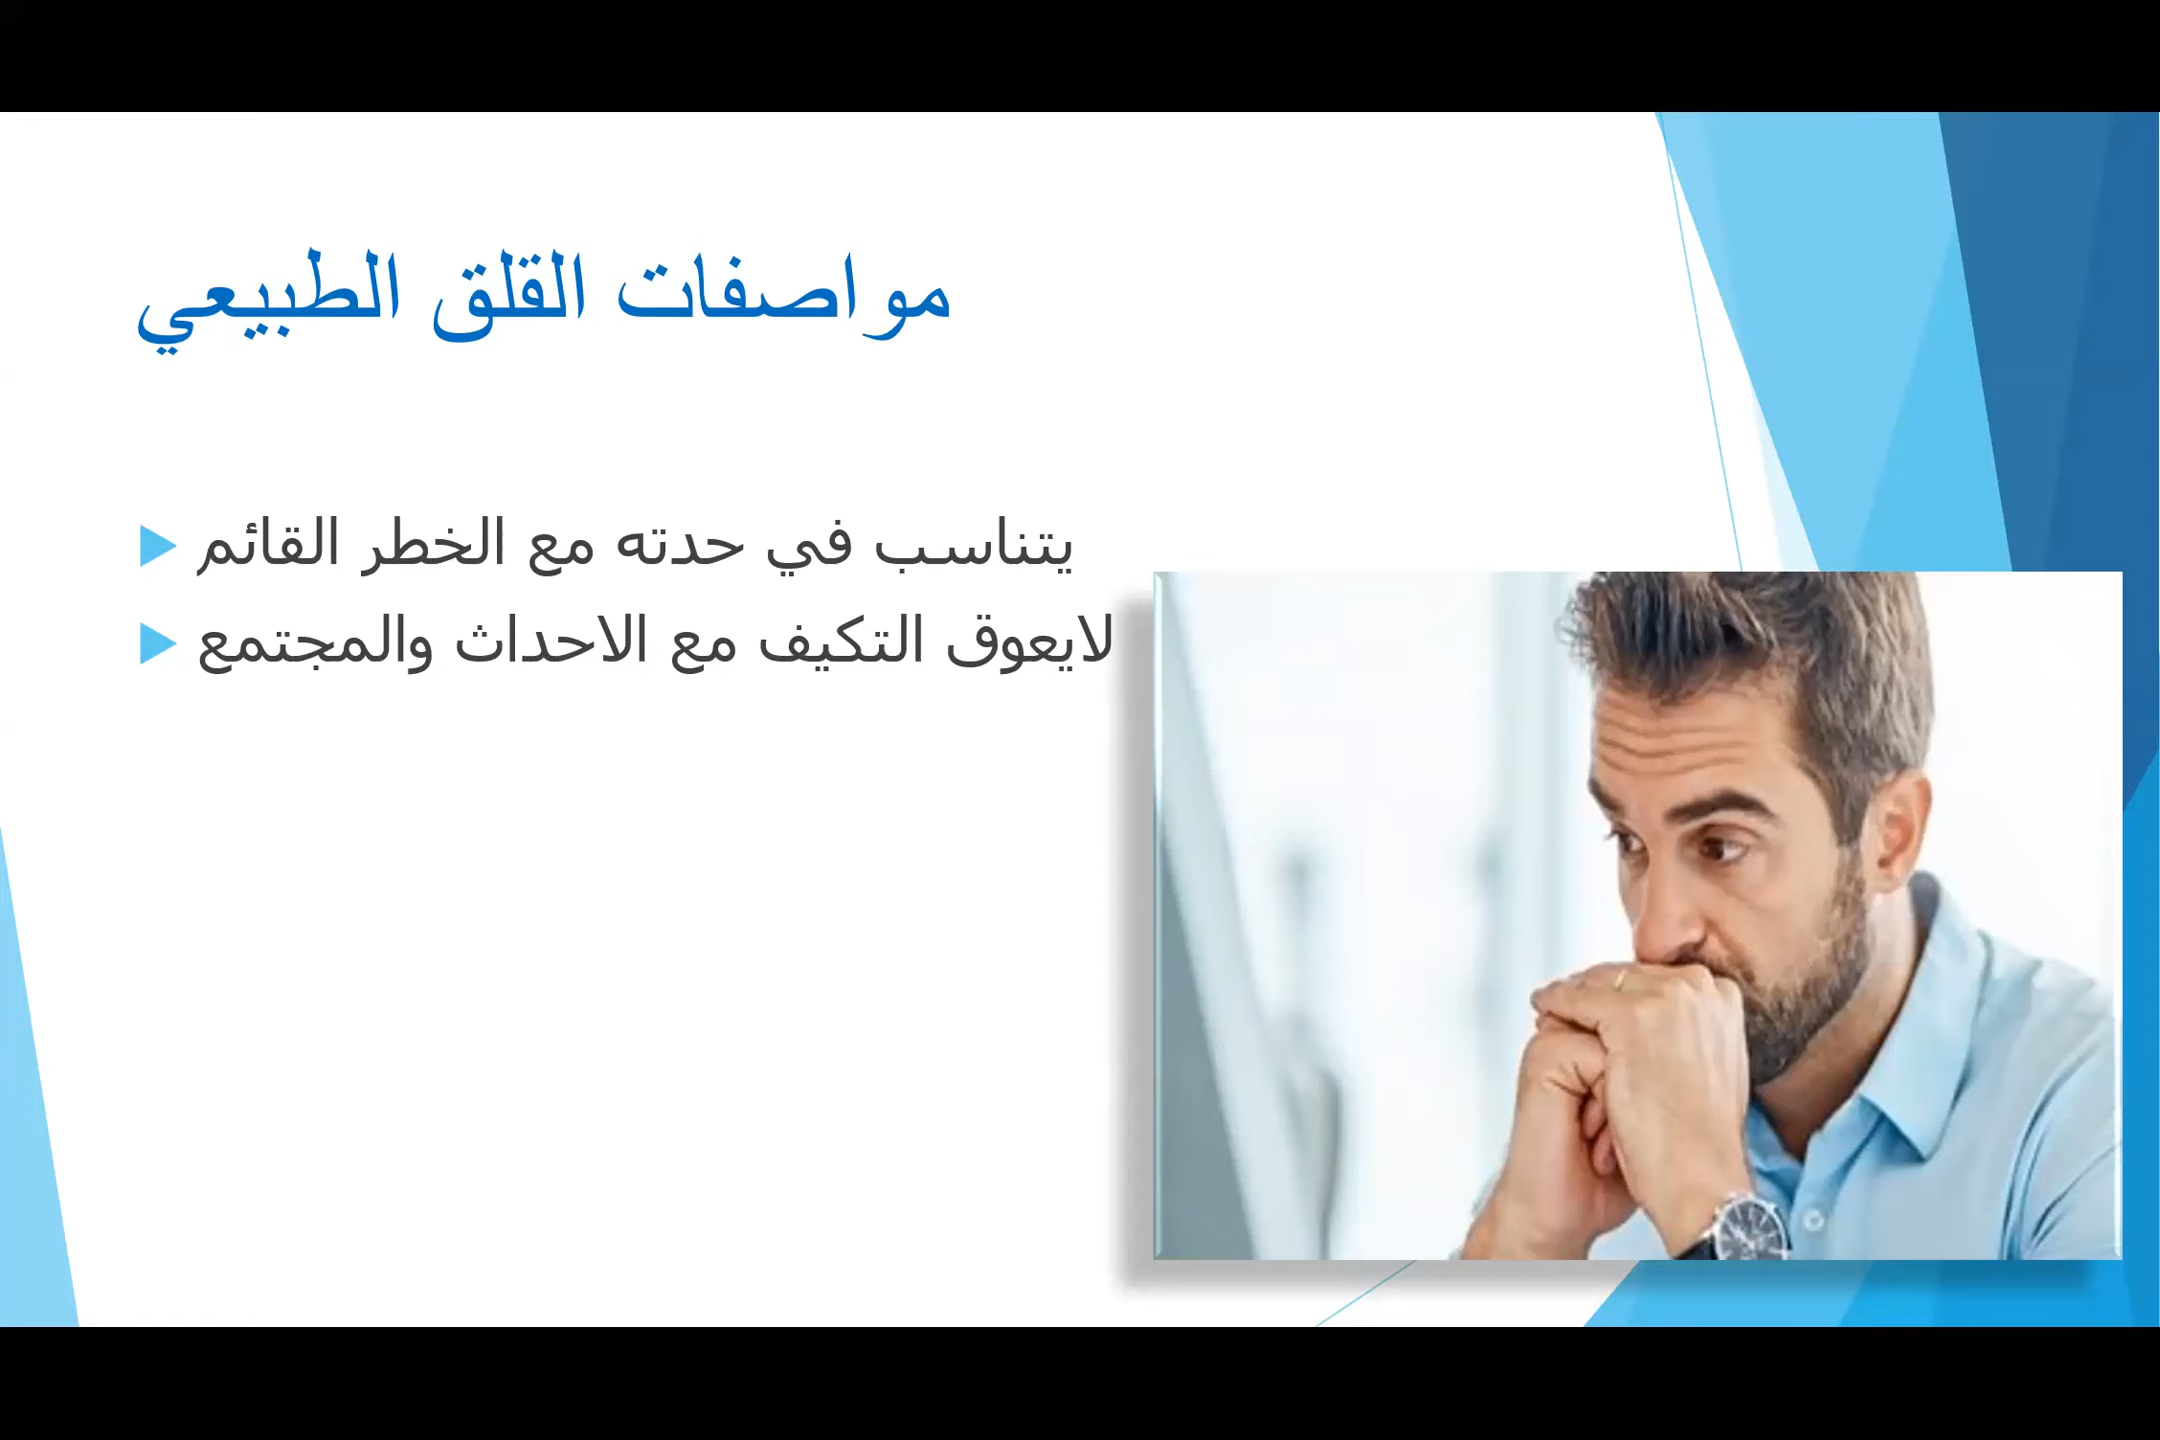 مواصفات القلق الطبيعي
يتناسب في حدته مع الخطر القائم
لايعوق التكيف مع الاحداث والمجتمع